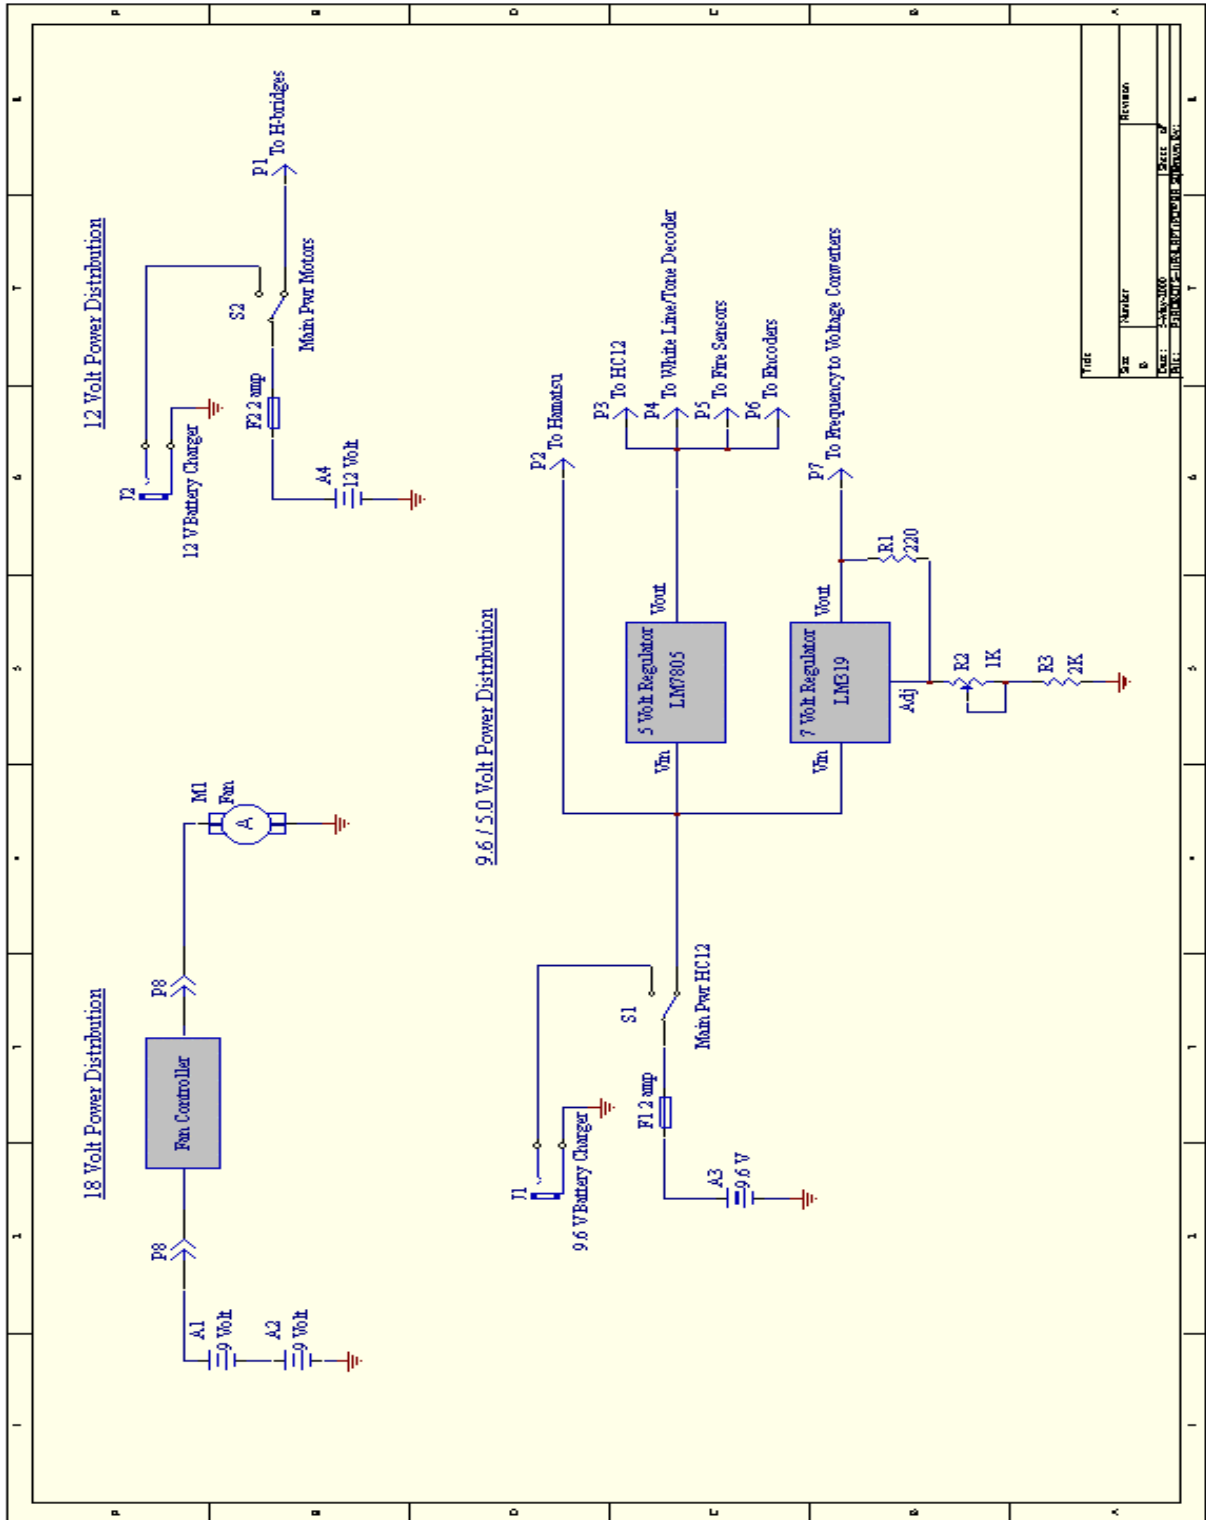 18 Volt Power Distribution
A1
9 Volt
A2
9 Volt
P8
Fan Controller
P8
M1
Fan
A
12 Volt Power Distribution
J2
12 V Battery Charger
A4
12 Volt
F2 2 amp
S2
Main Pwr Motors
P1
To H-bridges
9.6 / 5.0 Volt Power Distribution
J1
9.6 V Battery Charger
A3
9.6 V
F1 2 amp
S1
Main Pwr HC12
P2
To Hamatsu
Vin
5 Volt Regulator
LM7805
Vout
P3
To HC12
P4
To White Line/Tone Decoder
P5
To Fire Sensors
P6
To Encoders
Vin
7 Volt Regulator
LM319
Vout
Adj
P7
To Frequency to Voltage Converters
R1
220
R2
1K
R3
2K
Title
Size
Number
Revision
B
Date:
5-May-2000
Sheet of
File: